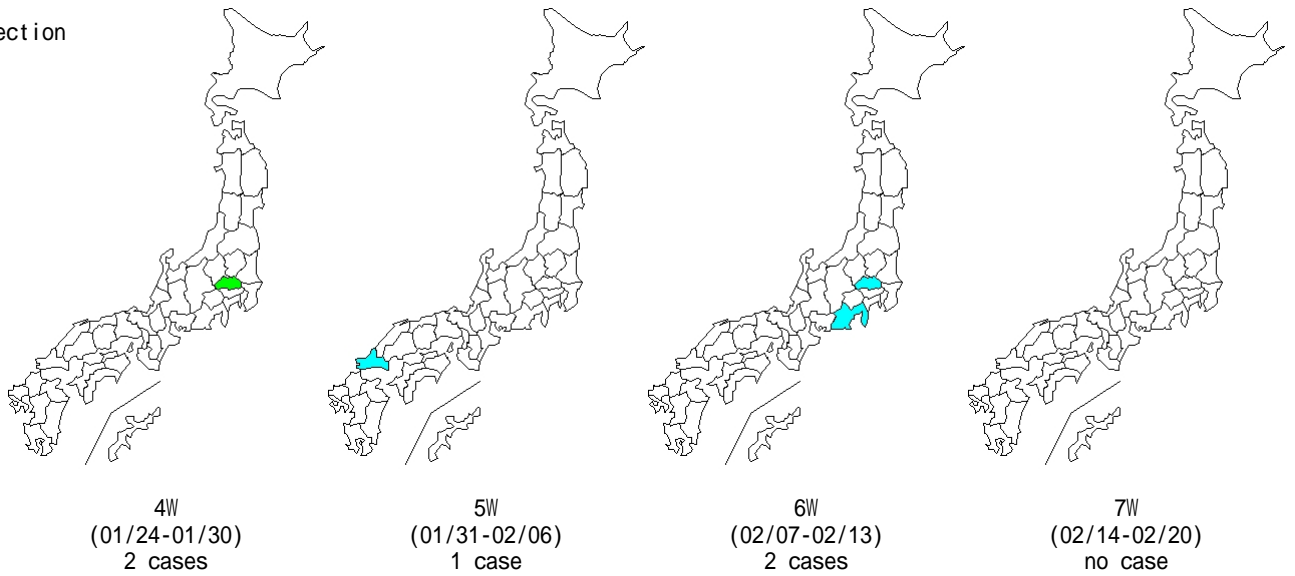 ection
4W
(01/24-01/30)
2 cases
5W
(01/31-02/06)
1 case
6W
(02/07-02/13)
2 cases
7W
(02/14-02/20)
no case